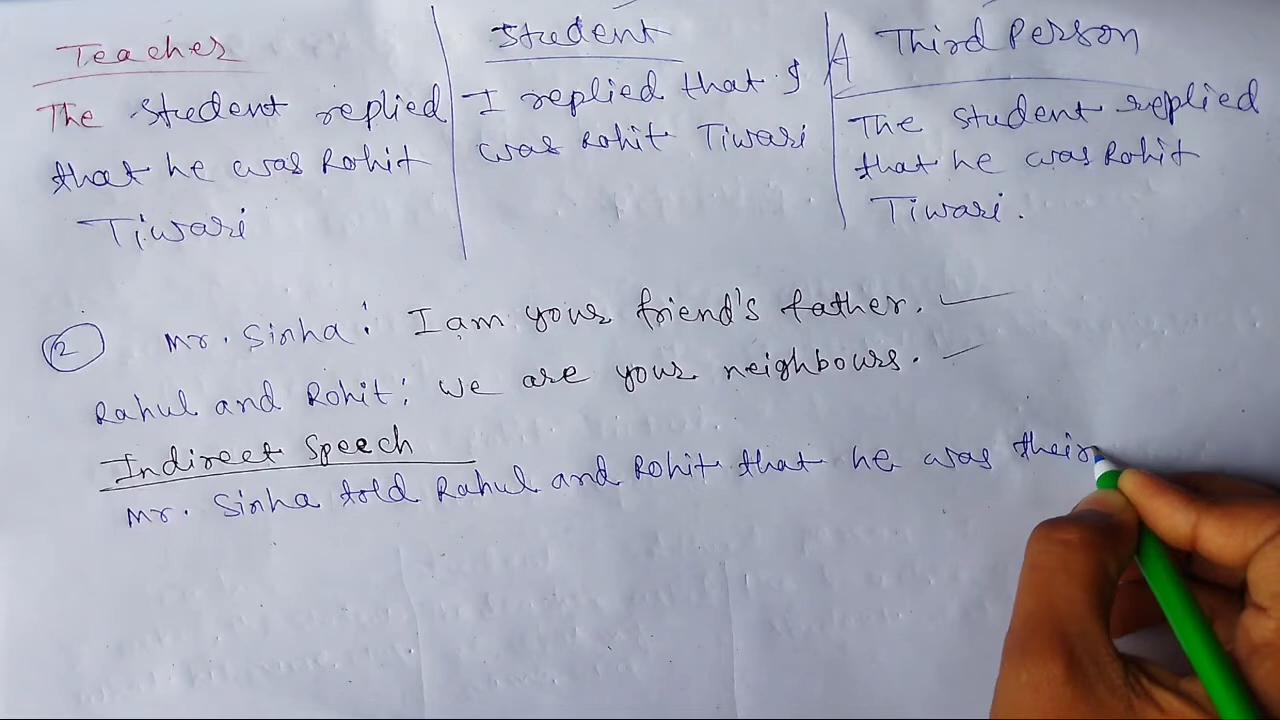 Teacher
The student replied
that he was Rohit
Tiwari
Student
I replied that I
was Rohit Tiwari
A Third Person
The student replied
that he was Rohit
Tiwari.
2 Mr. Sinha: I am your friend's father.
Rahul and Rohit: We are your neighbours.
Indirect Speech
Mr. Sinha told Rahul and Rohit that he was their